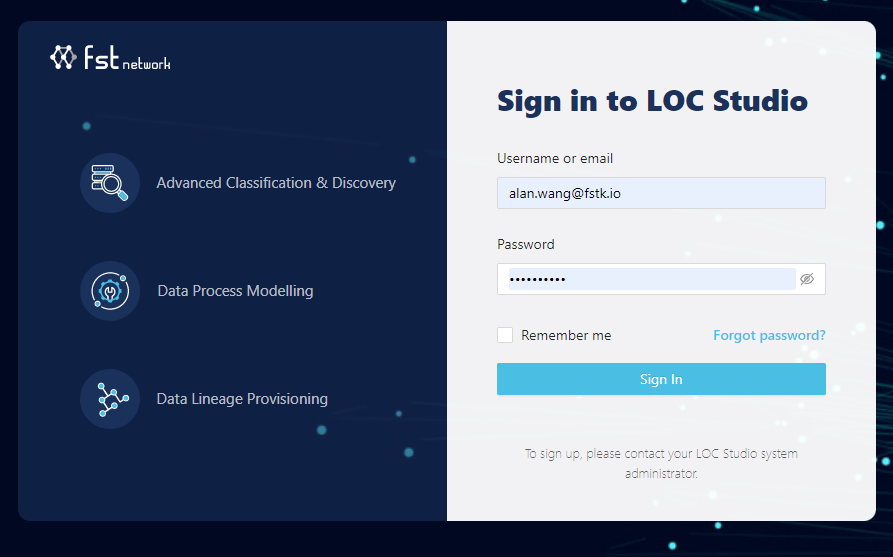 fst network
Advanced Classification & Discovery
Data Process Modelling
Data Lineage Provisioning
Sign in to LOC Studio
Username or email
alan.wang@fstk.io
Password
••••••••••
Remember me
Forgot password?
Sign In
To sign up, please contact your LOC Studio system
administrator.